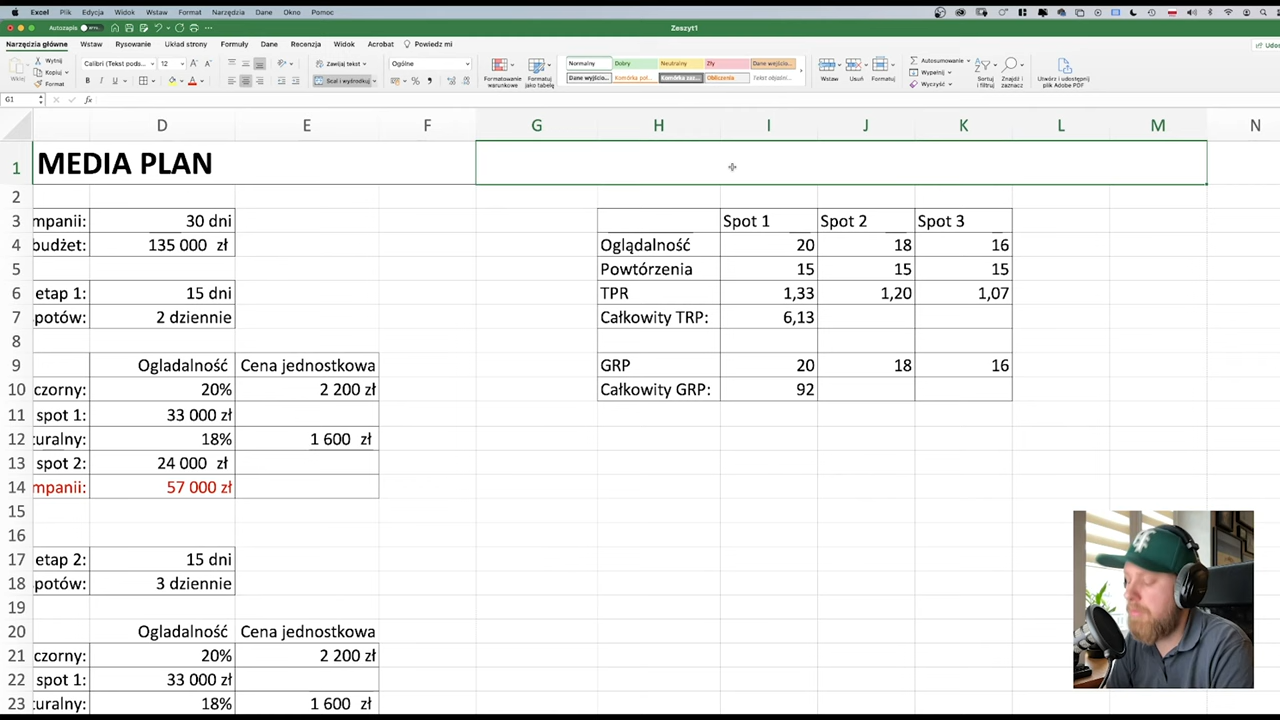 Excel Plik Edycja Widok Wstaw Format Narzędzia Dane Okno Pomoc
Autozapis Zeszyt1
Narzędzia główne Wstaw Rysowanie Układ strony Formuły Dane Recenzja Widok Acrobat Powiedz mi Udos
Wklej Wytnij Kopiuj Format
Calibri (Tekst pods... 12
B I U
Zawijaj tekst
Scal i wyśrodkuj
Ogólne
Formatowanie warunkowe Formatuj jako tabelę
Normalny Dobry Neutralny Zły Dane wejścio...
Dane wyjścio... Komórka poł... Komórka zaz... Obliczenia Tekst objaśni...
Wstaw Usuń Formatuj
Autosumowanie Wypełnij Wyczyść
Sortuj i filtruj Znajdź i zaznacz
Utwórz i udostępnij plik Adobe PDF
G1 fx
D E F G H I J K L M N
1 MEDIA PLAN
2
3 mpanii: 30 dni Spot 1 Spot 2 Spot 3
4 budżet: 135 000 zł Oglądalność 20 18 16
5 Powtórzenia 15 15 15
6 etap 1: 15 dni TPR 1,33 1,20 1,07
7 potów: 2 dziennie Całkowity TRP: 6,13
8
9 Ogladalność Cena jednostkowa GRP 20 18 16
10 czorny: 20% 2 200 zł Całkowity GRP: 92
11 spot 1: 33 000 zł
12 turalny: 18% 1 600 zł
13 spot 2: 24 000 zł
14 mpanii: 57 000 zł
15
16
17 etap 2: 15 dni
18 potów: 3 dziennie
19
20 Ogladalność Cena jednostkowa
21 czorny: 20% 2 200 zł
22 spot 1: 33 000 zł
23 turalny: 18% 1 600 zł